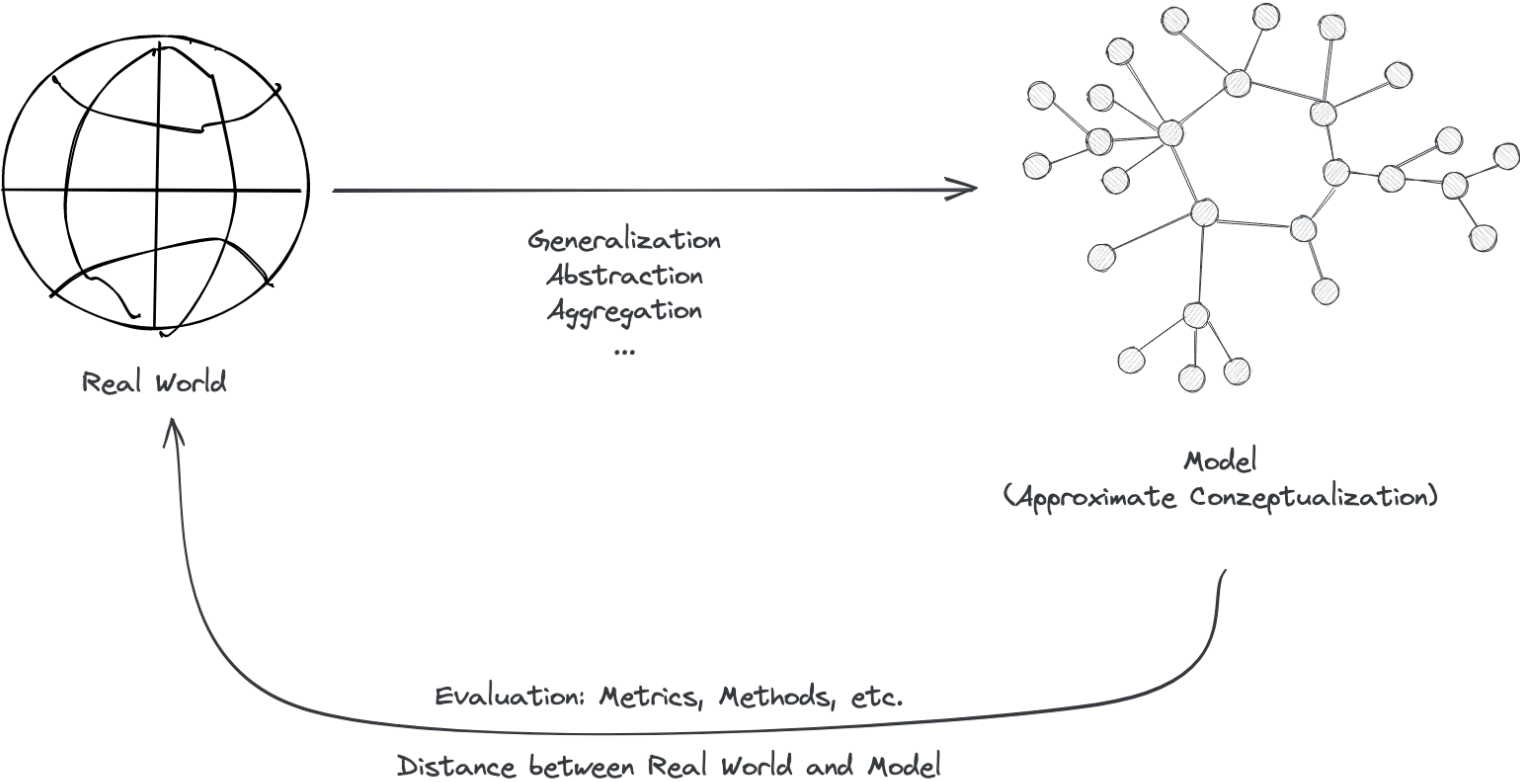 Generalization
Abstraction
Aggregation
...
Real World
Model
(Approximate Conzeptualization)
Evaluation: Metrics, Methods, etc.
Distance between Real World and Model